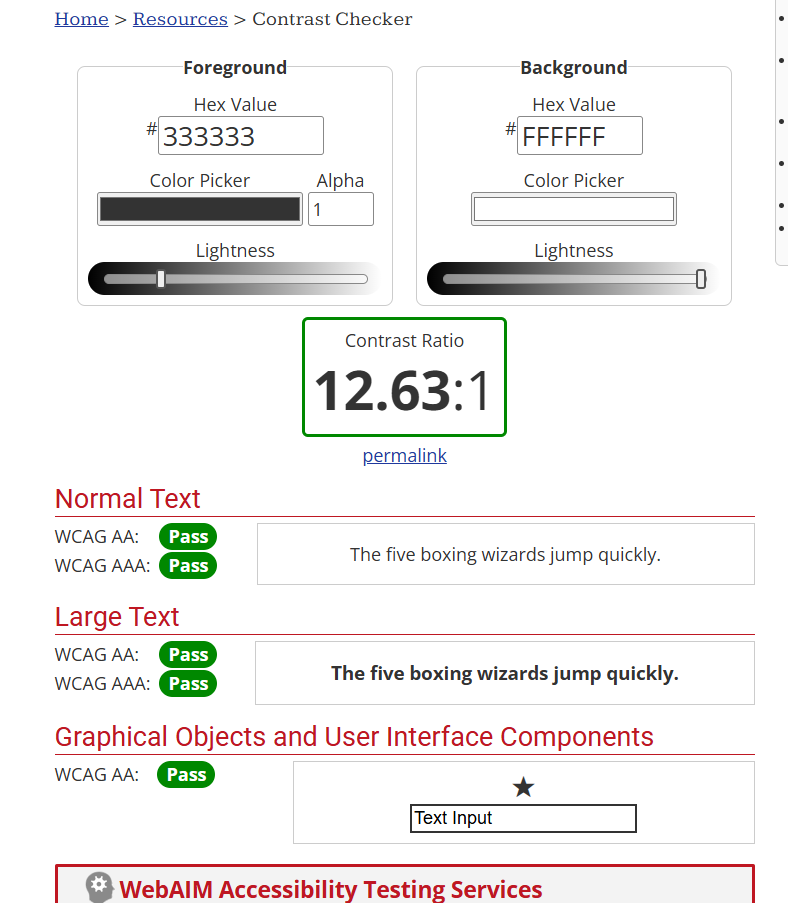 Home > Resources > Contrast Checker
Foreground
Hex Value
# 333333
Color Picker Alpha
1
Lightness
Background
Hex Value
# FFFFFF
Color Picker
Lightness
Contrast Ratio
12.63:1
permalink
Normal Text
WCAG AA: Pass
WCAG AAA: Pass
The five boxing wizards jump quickly.
Large Text
WCAG AA: Pass
WCAG AAA: Pass
The five boxing wizards jump quickly.
Graphical Objects and User Interface Components
WCAG AA: Pass
Text Input
WebAIM Accessibility Testing Services